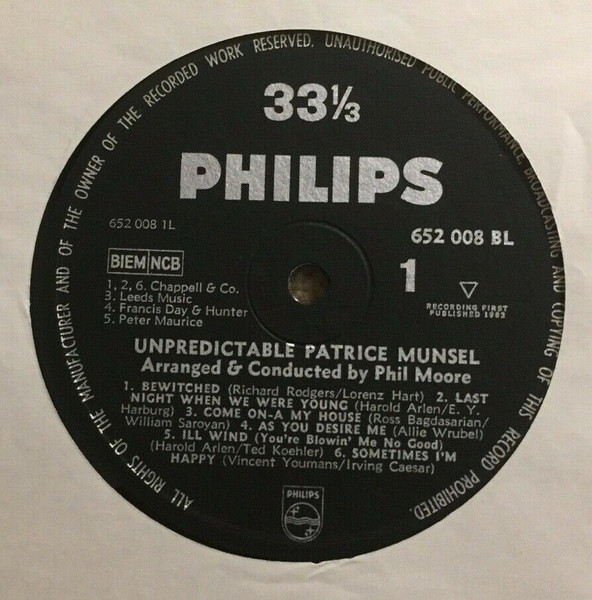 ALL RIGHTS OF THE MANUFACTURER AND OF THE OWNER OF THE RECORDED WORK RESERVED. UNAUTHORISED PUBLIC PERFORMANCE, BROADCASTING AND COPYING OF THIS RECORD PROHIBITED.
33⅓
PHILIPS
652 008 1L
652 008 BL
BIEM NCB
1
1, 2, 6. Chappell & Co.
3. Leeds Music
4. Francis Day & Hunter
5. Peter Maurice
RECORDING FIRST
PUBLISHED 1962
UNPREDICTABLE PATRICE MUNSEL
Arranged & Conducted by Phil Moore
1. BEWITCHED (Richard Rodgers/Lorenz Hart) 2. LAST
NIGHT WHEN WE WERE YOUNG (Harold Arlen/E. Y.
Harburg) 3. COME ON-A MY HOUSE (Ross Bagdasarian/
William Saroyan) 4. AS YOU DESIRE ME (Allie Wrubel)
5. ILL WIND (You're Blowin' Me No Good)
(Harold Arlen/Ted Koehler) 6. SOMETIMES I'M
HAPPY (Vincent Youmans/Irving Caesar)
PHILIPS